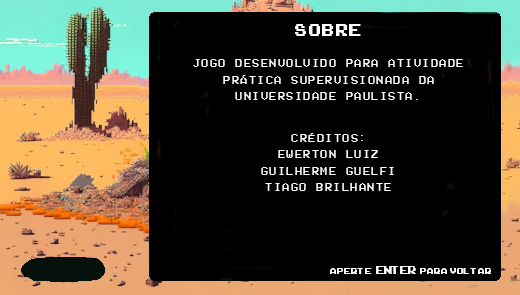 SOBRE
JOGO DESENVOLVIDO PARA ATIVIDADE
PRÁTICA SUPERVISIONADA DA
UNIVERSIDADE PAULISTA.
CRÉDITOS:
EWERTON LUIZ
GUILHERME GUELFI
TIAGO BRILHANTE
APERTE ENTER PARA VOLTAR